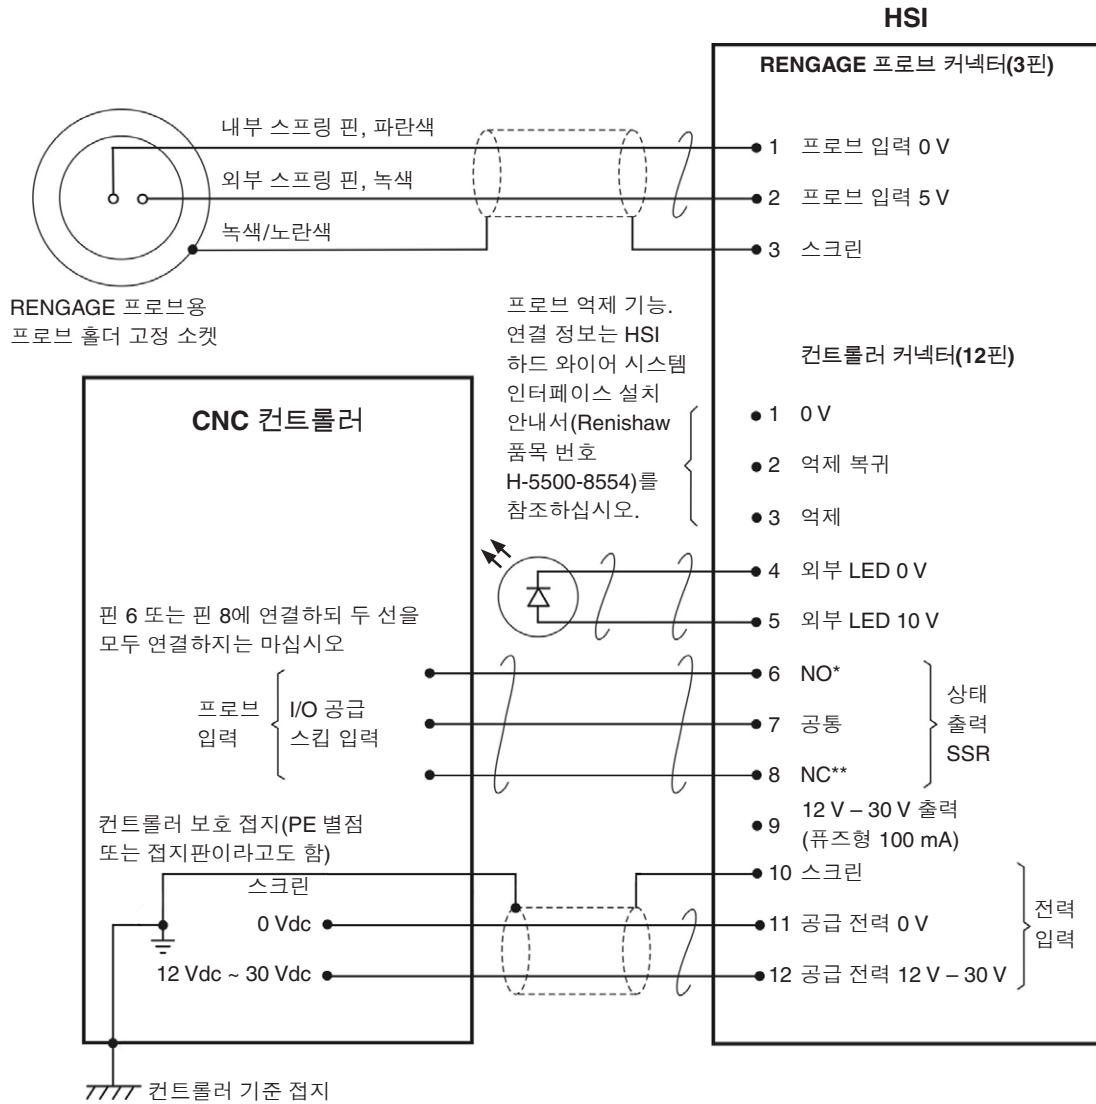 HSI
RENGAGE 프로브 커넥터(3핀)
내부 스프링 핀, 파란색
1 프로브 입력 0 V
외부 스프링 핀, 녹색
2 프로브 입력 5 V
녹색/노란색
3 스크린
RENGAGE 프로브용
프로브 홀더 고정 소켓
프로브 억제 기능.
연결 정보는 HSI
하드 와이어 시스템
인터페이스 설치
안내서(Renishaw
품목 번호
H-5500-8554)를
참조하십시오.
컨트롤러 커넥터(12핀)
1 0 V
2 억제 복귀
3 억제
4 외부 LED 0 V
5 외부 LED 10 V
6 NO*
7 공통
8 NC**
상태
출력
SSR
9 12 V – 30 V 출력
(퓨즈형 100 mA)
10 스크린
11 공급 전력 0 V
12 공급 전력 12 V – 30 V
전력
입력
CNC 컨트롤러
핀 6 또는 핀 8에 연결하되 두 선을
모두 연결하지는 마십시오
프로브
입력
I/O 공급
스킵 입력
컨트롤러 보호 접지(PE 별점
또는 접지판이라고도 함)
스크린
0 Vdc
12 Vdc ~ 30 Vdc
컨트롤러 기준 접지